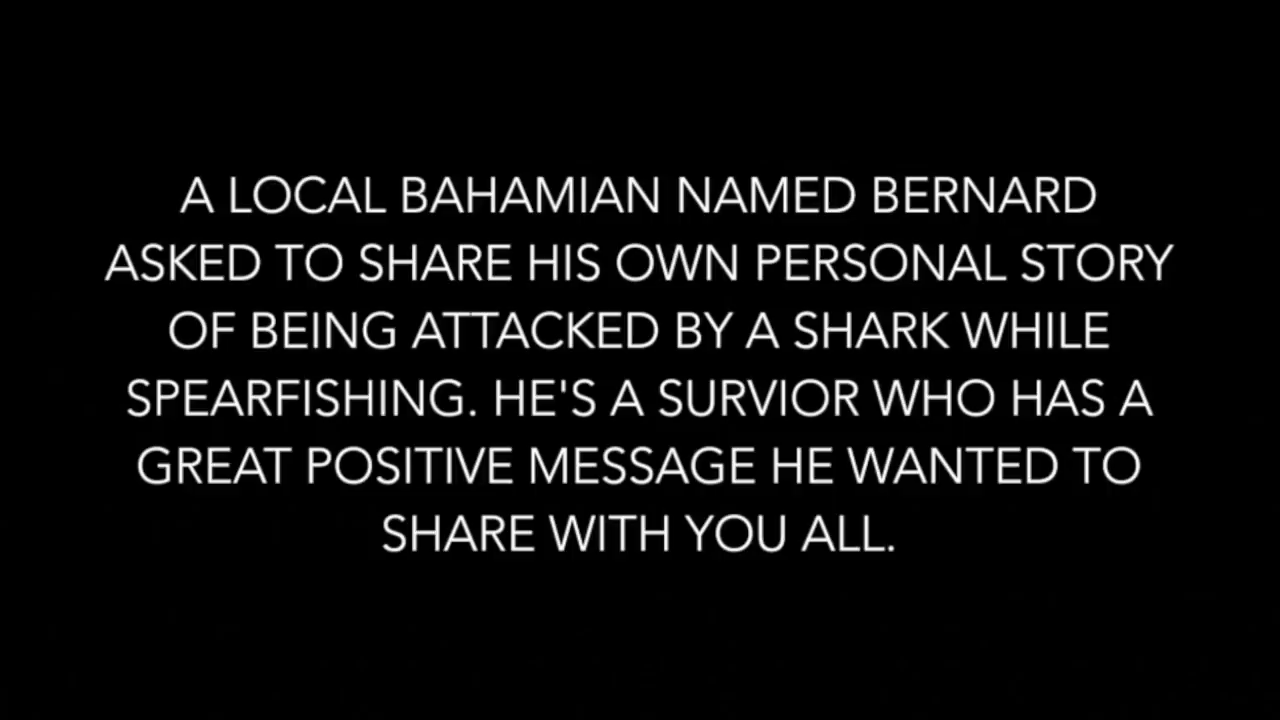 A LOCAL BAHAMIAN NAMED BERNARD
ASKED TO SHARE HIS OWN PERSONAL STORY
OF BEING ATTACKED BY A SHARK WHILE
SPEARFISHING. HE'S A SURVIOR WHO HAS A
GREAT POSITIVE MESSAGE HE WANTED TO
SHARE WITH YOU ALL.